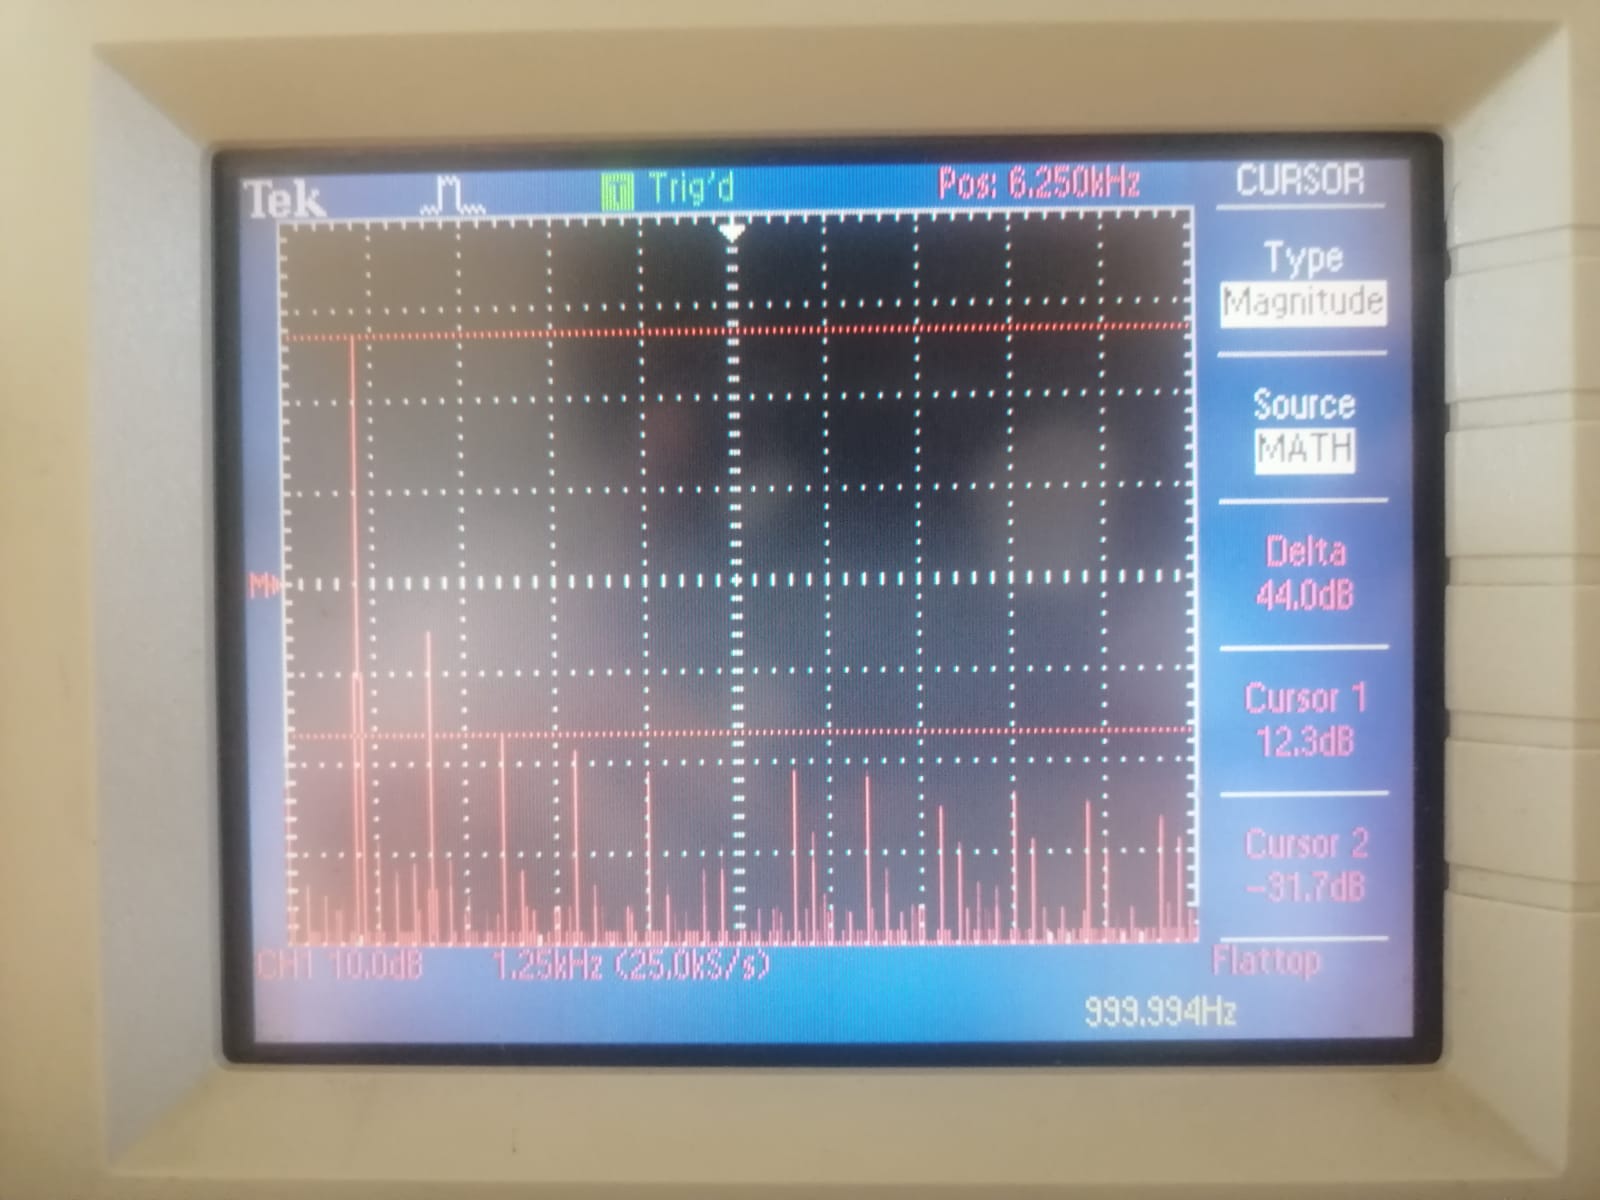 Tek Trig'd Pos: 6.250kHz CURSOR
Type
Magnitude
Source
MATH
Delta
44.0dB
M
Cursor 1
12.3dB
Cursor 2
-31.7dB
CH1 10.0dB 1.25kHz (25.0kS/s) Flattop
999.994Hz